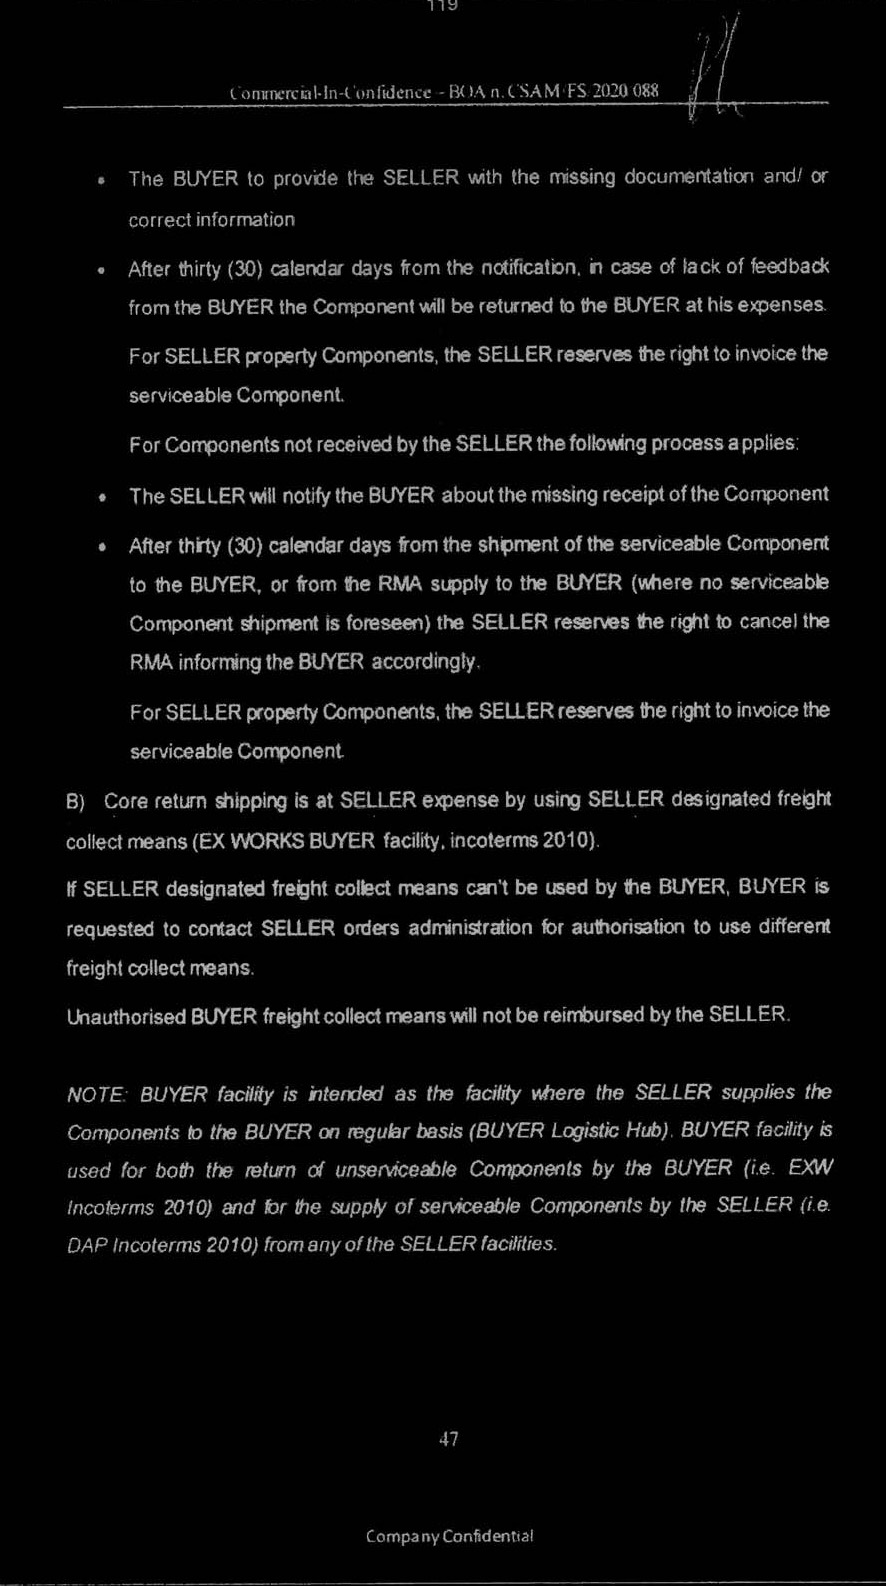 119
Commercial-In-Confidence - BOA n. CSAM/FS/2020/088
• The BUYER to provide the SELLER with the missing documentation and/ or
correct information
• After thirty (30) calendar days from the notification, in case of lack of feedback
from the BUYER the Component will be returned to the BUYER at his expenses.
For SELLER property Components, the SELLER reserves the right to invoice the
serviceable Component.
For Components not received by the SELLER the following process applies:
• The SELLER will notify the BUYER about the missing receipt of the Component
• After thirty (30) calendar days from the shipment of the serviceable Component
to the BUYER, or from the RMA supply to the BUYER (where no serviceable
Component shipment is foreseen) the SELLER reserves the right to cancel the
RMA informing the BUYER accordingly.
For SELLER property Components, the SELLER reserves the right to invoice the
serviceable Component.
B) Core return shipping is at SELLER expense by using SELLER designated freight
collect means (EX WORKS BUYER facility, incoterms 2010).
If SELLER designated freight collect means can't be used by the BUYER, BUYER is
requested to contact SELLER orders administration for authorisation to use different
freight collect means.
Unauthorised BUYER freight collect means will not be reimbursed by the SELLER.
NOTE: BUYER facility is intended as the facility where the SELLER supplies the
Components to the BUYER on regular basis (BUYER Logistic Hub). BUYER facility is
used for both the return of unserviceable Components by the BUYER (i.e. EXW
Incoterms 2010) and for the supply of serviceable Components by the SELLER (i.e.
DAP Incoterms 2010) from any of the SELLER facilities.
47
Company Confidential